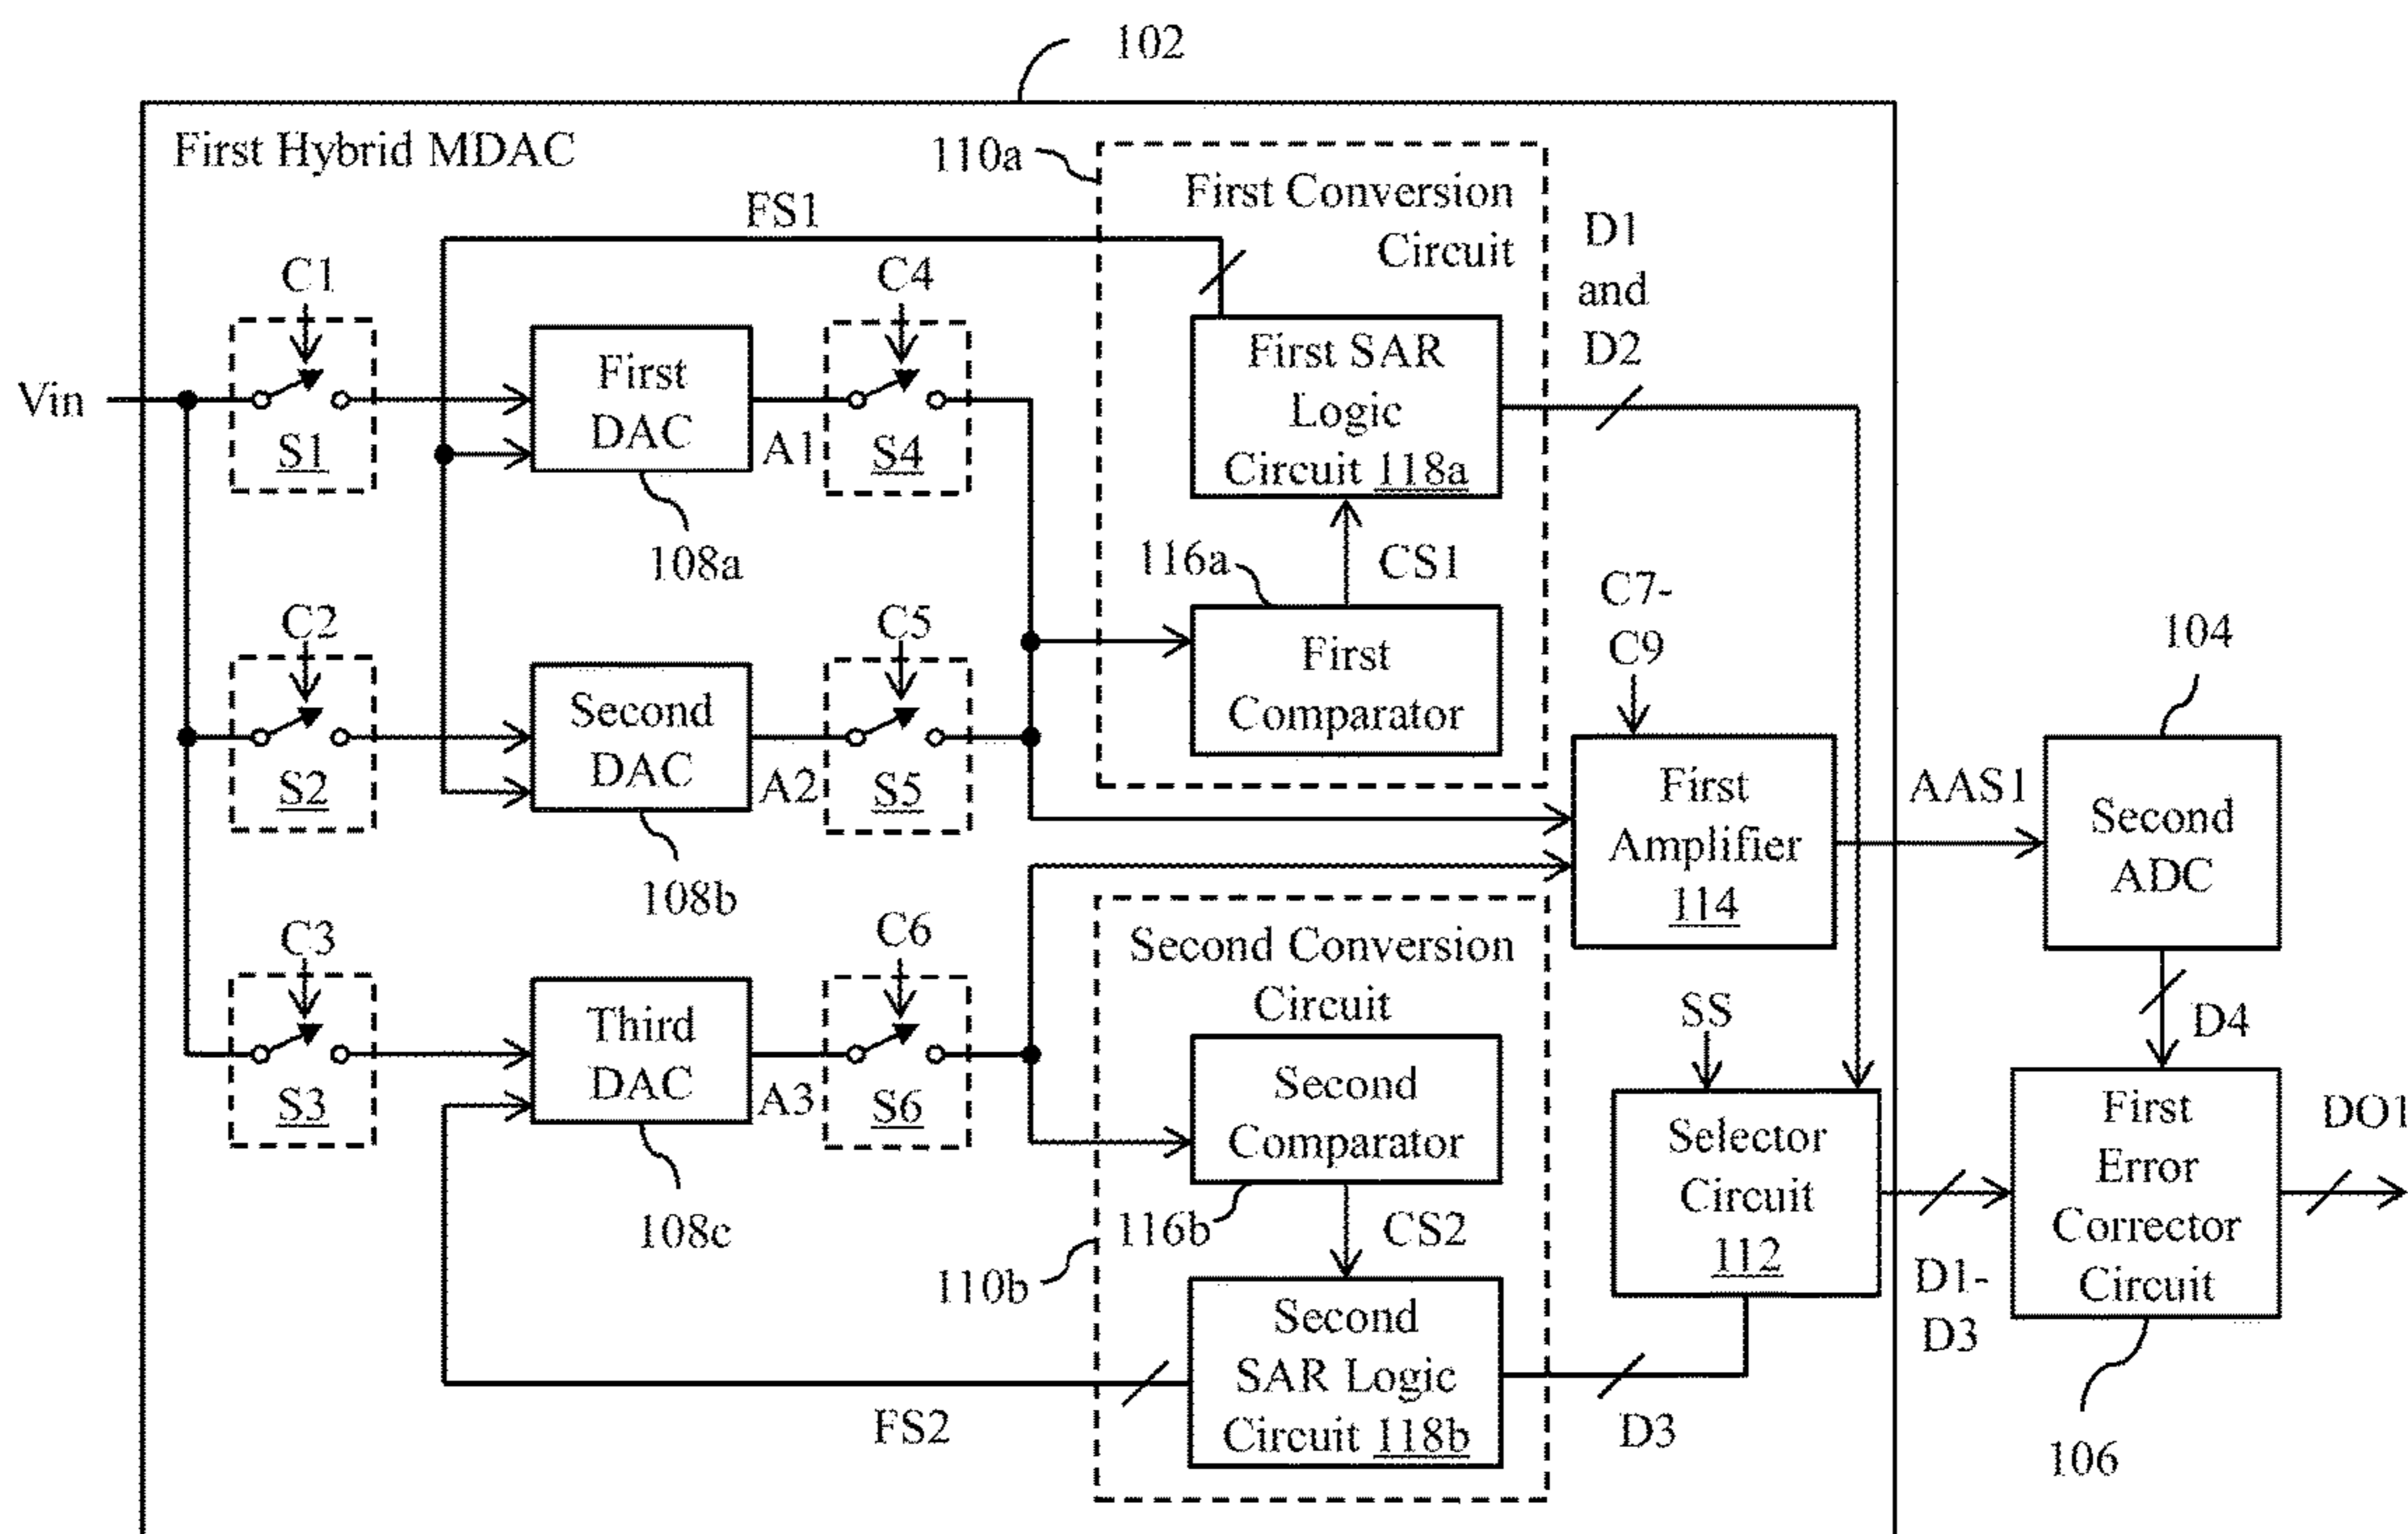 102
First Hybrid MDAC
110a
First Conversion
Circuit
FS1
D1
and
D2
C1
C4
Vin
S1
First
DAC
A1
S4
First SAR
Logic
Circuit 118a
108a
116a
CS1
C7-
C9
First
Comparator
104
C2
C5
S2
Second
DAC
A2
S5
108b
First
Amplifier
114
AAS1
Second
ADC
C3
C6
Second Conversion
Circuit
SS
D4
S3
Third
DAC
A3
S6
108c
Second
Comparator
116b
CS2
110b
Selector
Circuit
112
D1-
D3
First
Error
Corrector
Circuit
DO1
106
Second
SAR Logic
Circuit 118b
FS2
D3